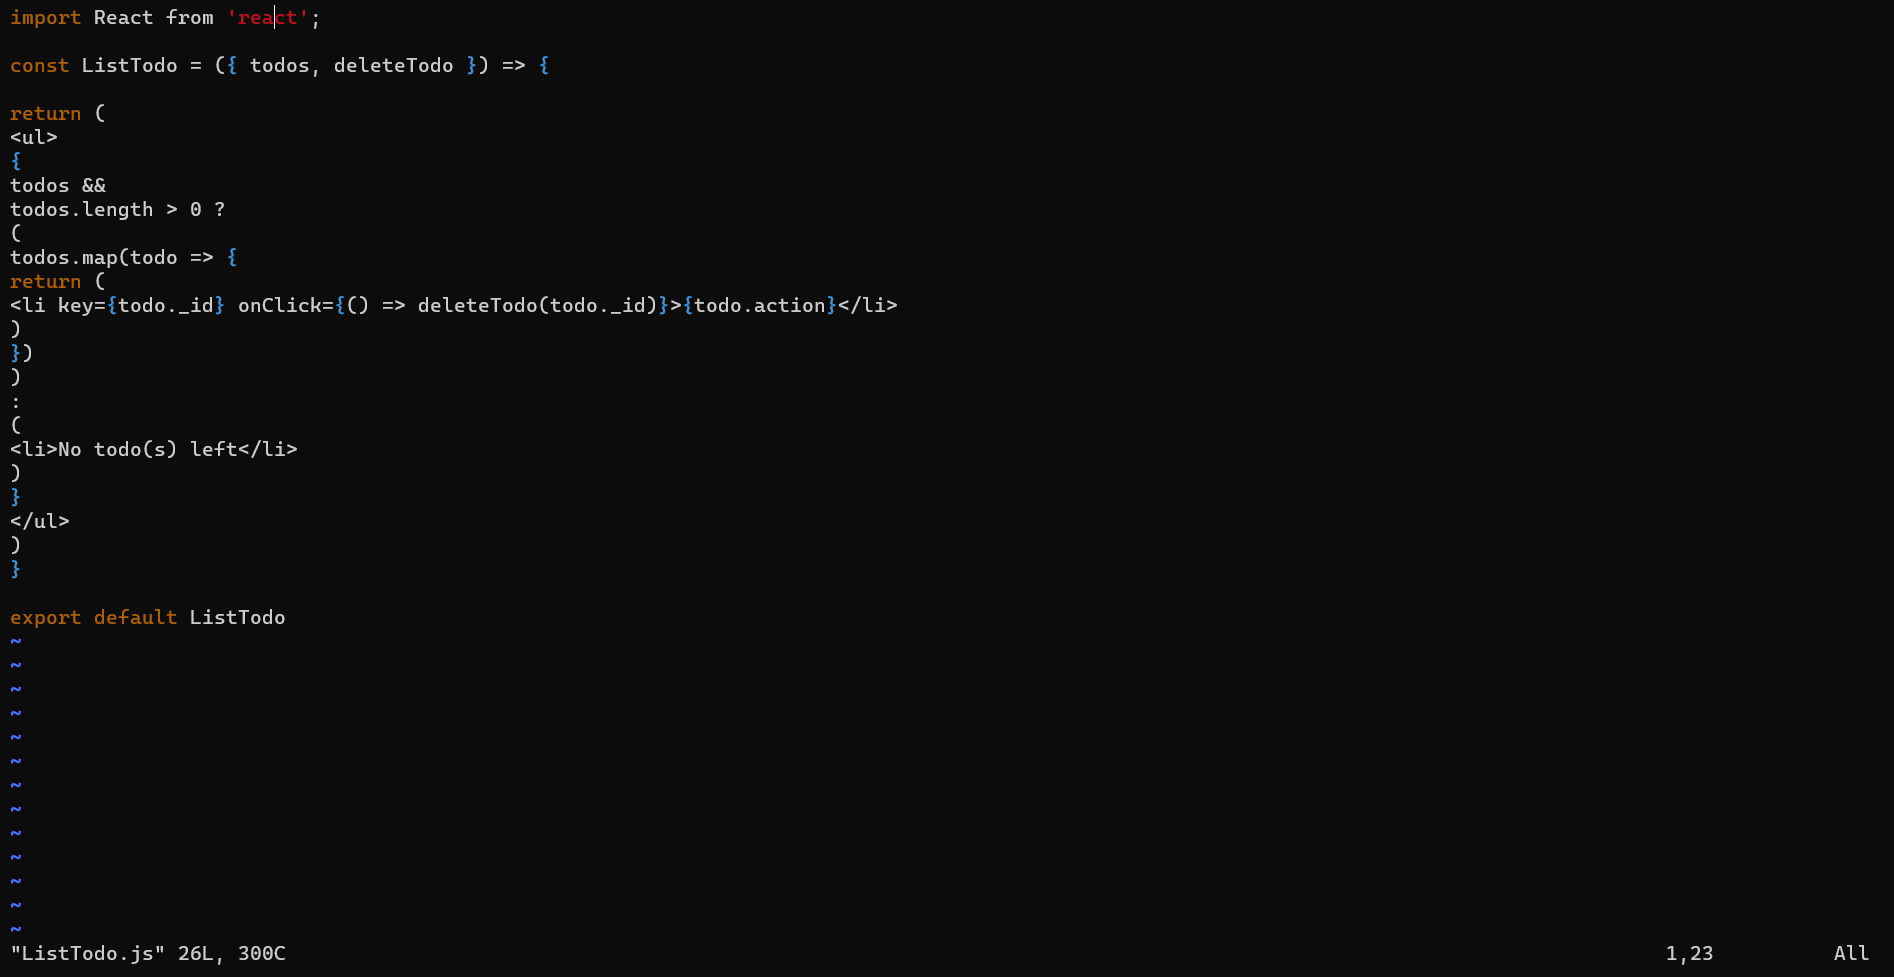 import React from 'react';
const ListTodo = ({ todos, deleteTodo }) => {
return (
<ul>
{
todos &&
todos.length > 0 ?
(
todos.map(todo => {
return (
<li key={todo._id} onClick={() => deleteTodo(todo._id)}>{todo.action}</li>
)
})
)
:
(
<li>No todo(s) left</li>
)
}
</ul>
)
}
export default ListTodo
~
~
~
~
~
~
~
~
~
~
~
~
~
"ListTodo.js" 26L, 300C 1,23 All